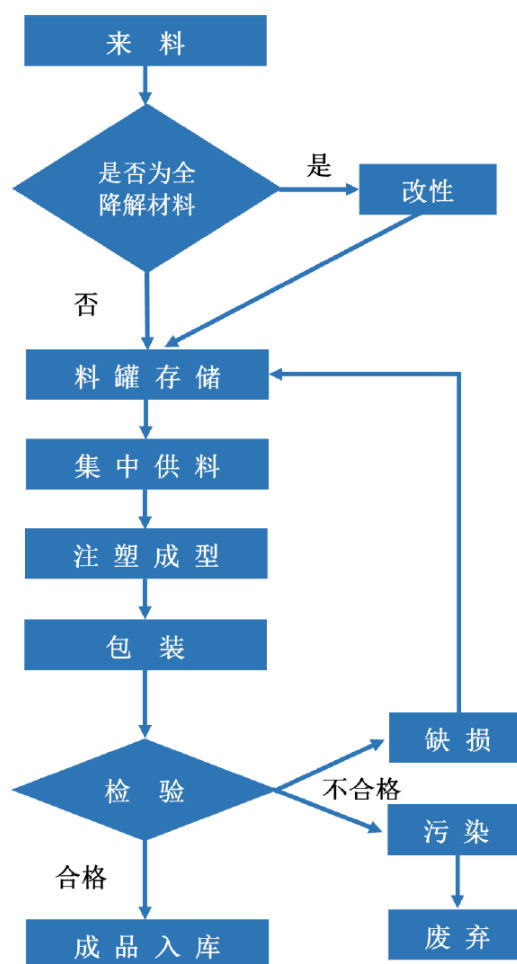 来 料
是否为全
降解材料
是
改性
否
料罐存储
集中供料
注塑成型
包 装
缺损
检 验
不合格
污染
合格
成品入库
废弃